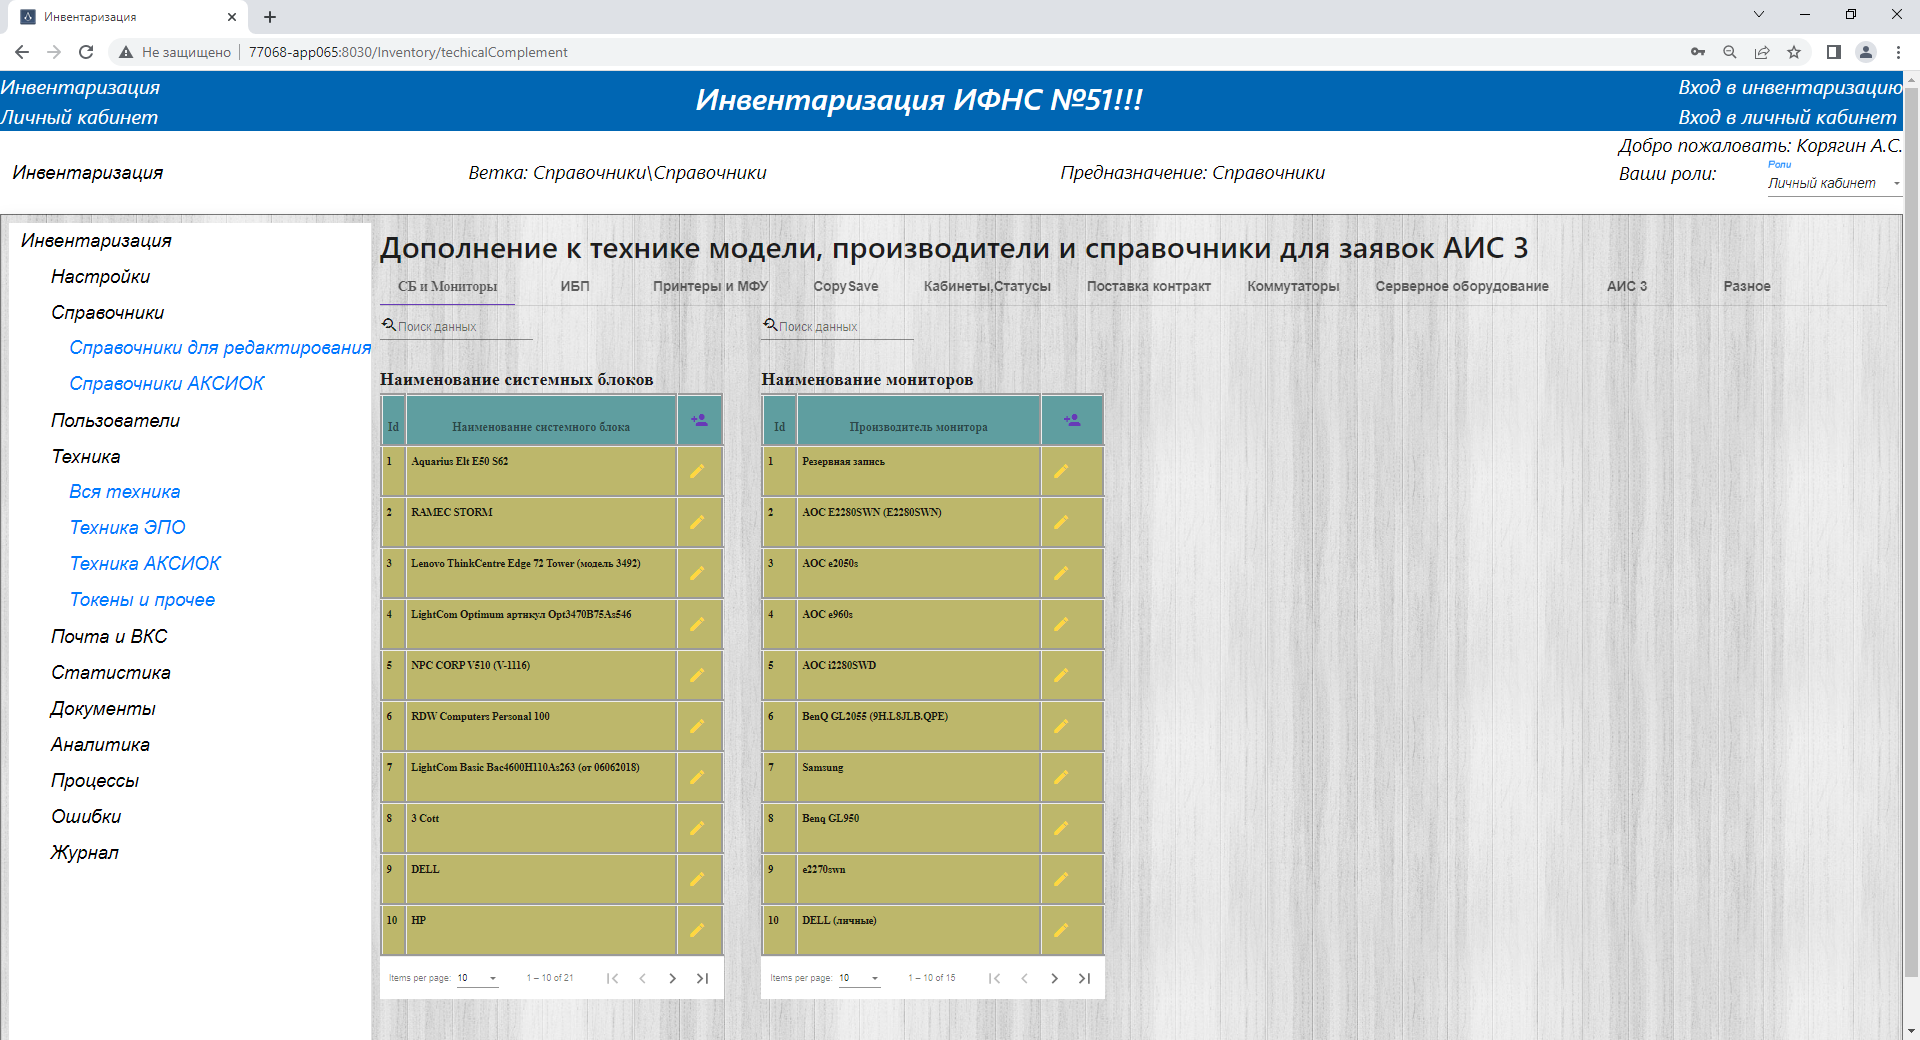 Инвентаризация
Не защищено
77068-app065:8030/Inventory/techicalComplement
Инвентаризация
Личный кабинет
Инвентаризация ИФНС №51!!!
Вход в инвентаризацию
Вход в личный кабинет
Добро пожаловать: Корягин А.С.
Инвентаризация
Ветка: Справочники\Справочники
Предназначение: Справочники
Ваши роли:
Роли
Личный кабинет
Инвентаризация
Настройки
Справочники
Справочники для редактирования
Справочники АКСИОК
Пользователи
Техника
Вся техника
Техника ЭПО
Техника АКСИОК
Токены и прочее
Почта и ВКС
Статистика
Документы
Аналитика
Процессы
Ошибки
Журнал
Дополнение к технике модели, производители и справочники для заявок АИС 3
СБ и Мониторы ИБП Принтеры и МФУ CopySave Кабинеты,Статусы Поставка контракт Коммутаторы Серверное оборудование АИС 3 Разное
Поиск данных
Наименование системных блоков
Id Наименование системного блока
1 Aquarius Elt E50 S62
2 RAMEC STORM
3 Lenovo ThinkCentre Edge 72 Tower (модель 3492)
4 LightCom Optimum артикул Opt3470B75As546
5 NPC CORP V510 (V-1116)
6 RDW Computers Personal 100
7 LightCom Basic Bac4600H110As263 (от 06062018)
8 3 Cott
9 DELL
10 HP
Items per page: 10 1 – 10 of 21
Поиск данных
Наименование мониторов
Id Производитель монитора
1 Резервная запись
2 AOC E2280SWN (E2280SWN)
3 AOC e2050s
4 AOC e960s
5 AOC i2280SWD
6 BenQ GL2055 (9H.L8JLB.QPE)
7 Samsung
8 Benq GL950
9 e2270swn
10 DELL (личные)
Items per page: 10 1 – 10 of 15